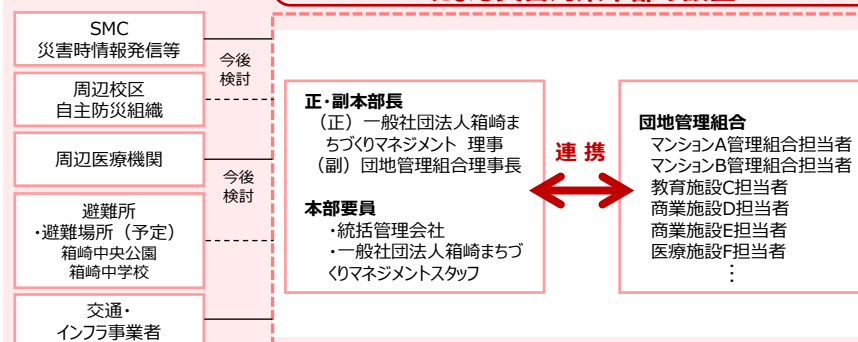 SMC
災害時情報発信等
周辺校区
自主防災組織
周辺医療機関
避難所
・避難場所（予定）
箱崎中央公園
箱崎中学校
交通・
インフラ事業者
今後
検討
今後
検討
正・副本部長
（正）一般社団法人箱崎ま
ちづくりマネジメント 理事
（副）団地管理組合理事長
本部要員
・統括管理会社
・一般社団法人箱崎まちづ
くりマネジメントスタッフ
連 携
団地管理組合
マンションA管理組合担当者
マンションB管理組合担当者
教育施設C担当者
商業施設D担当者
商業施設E担当者
医療施設F担当者
⋮